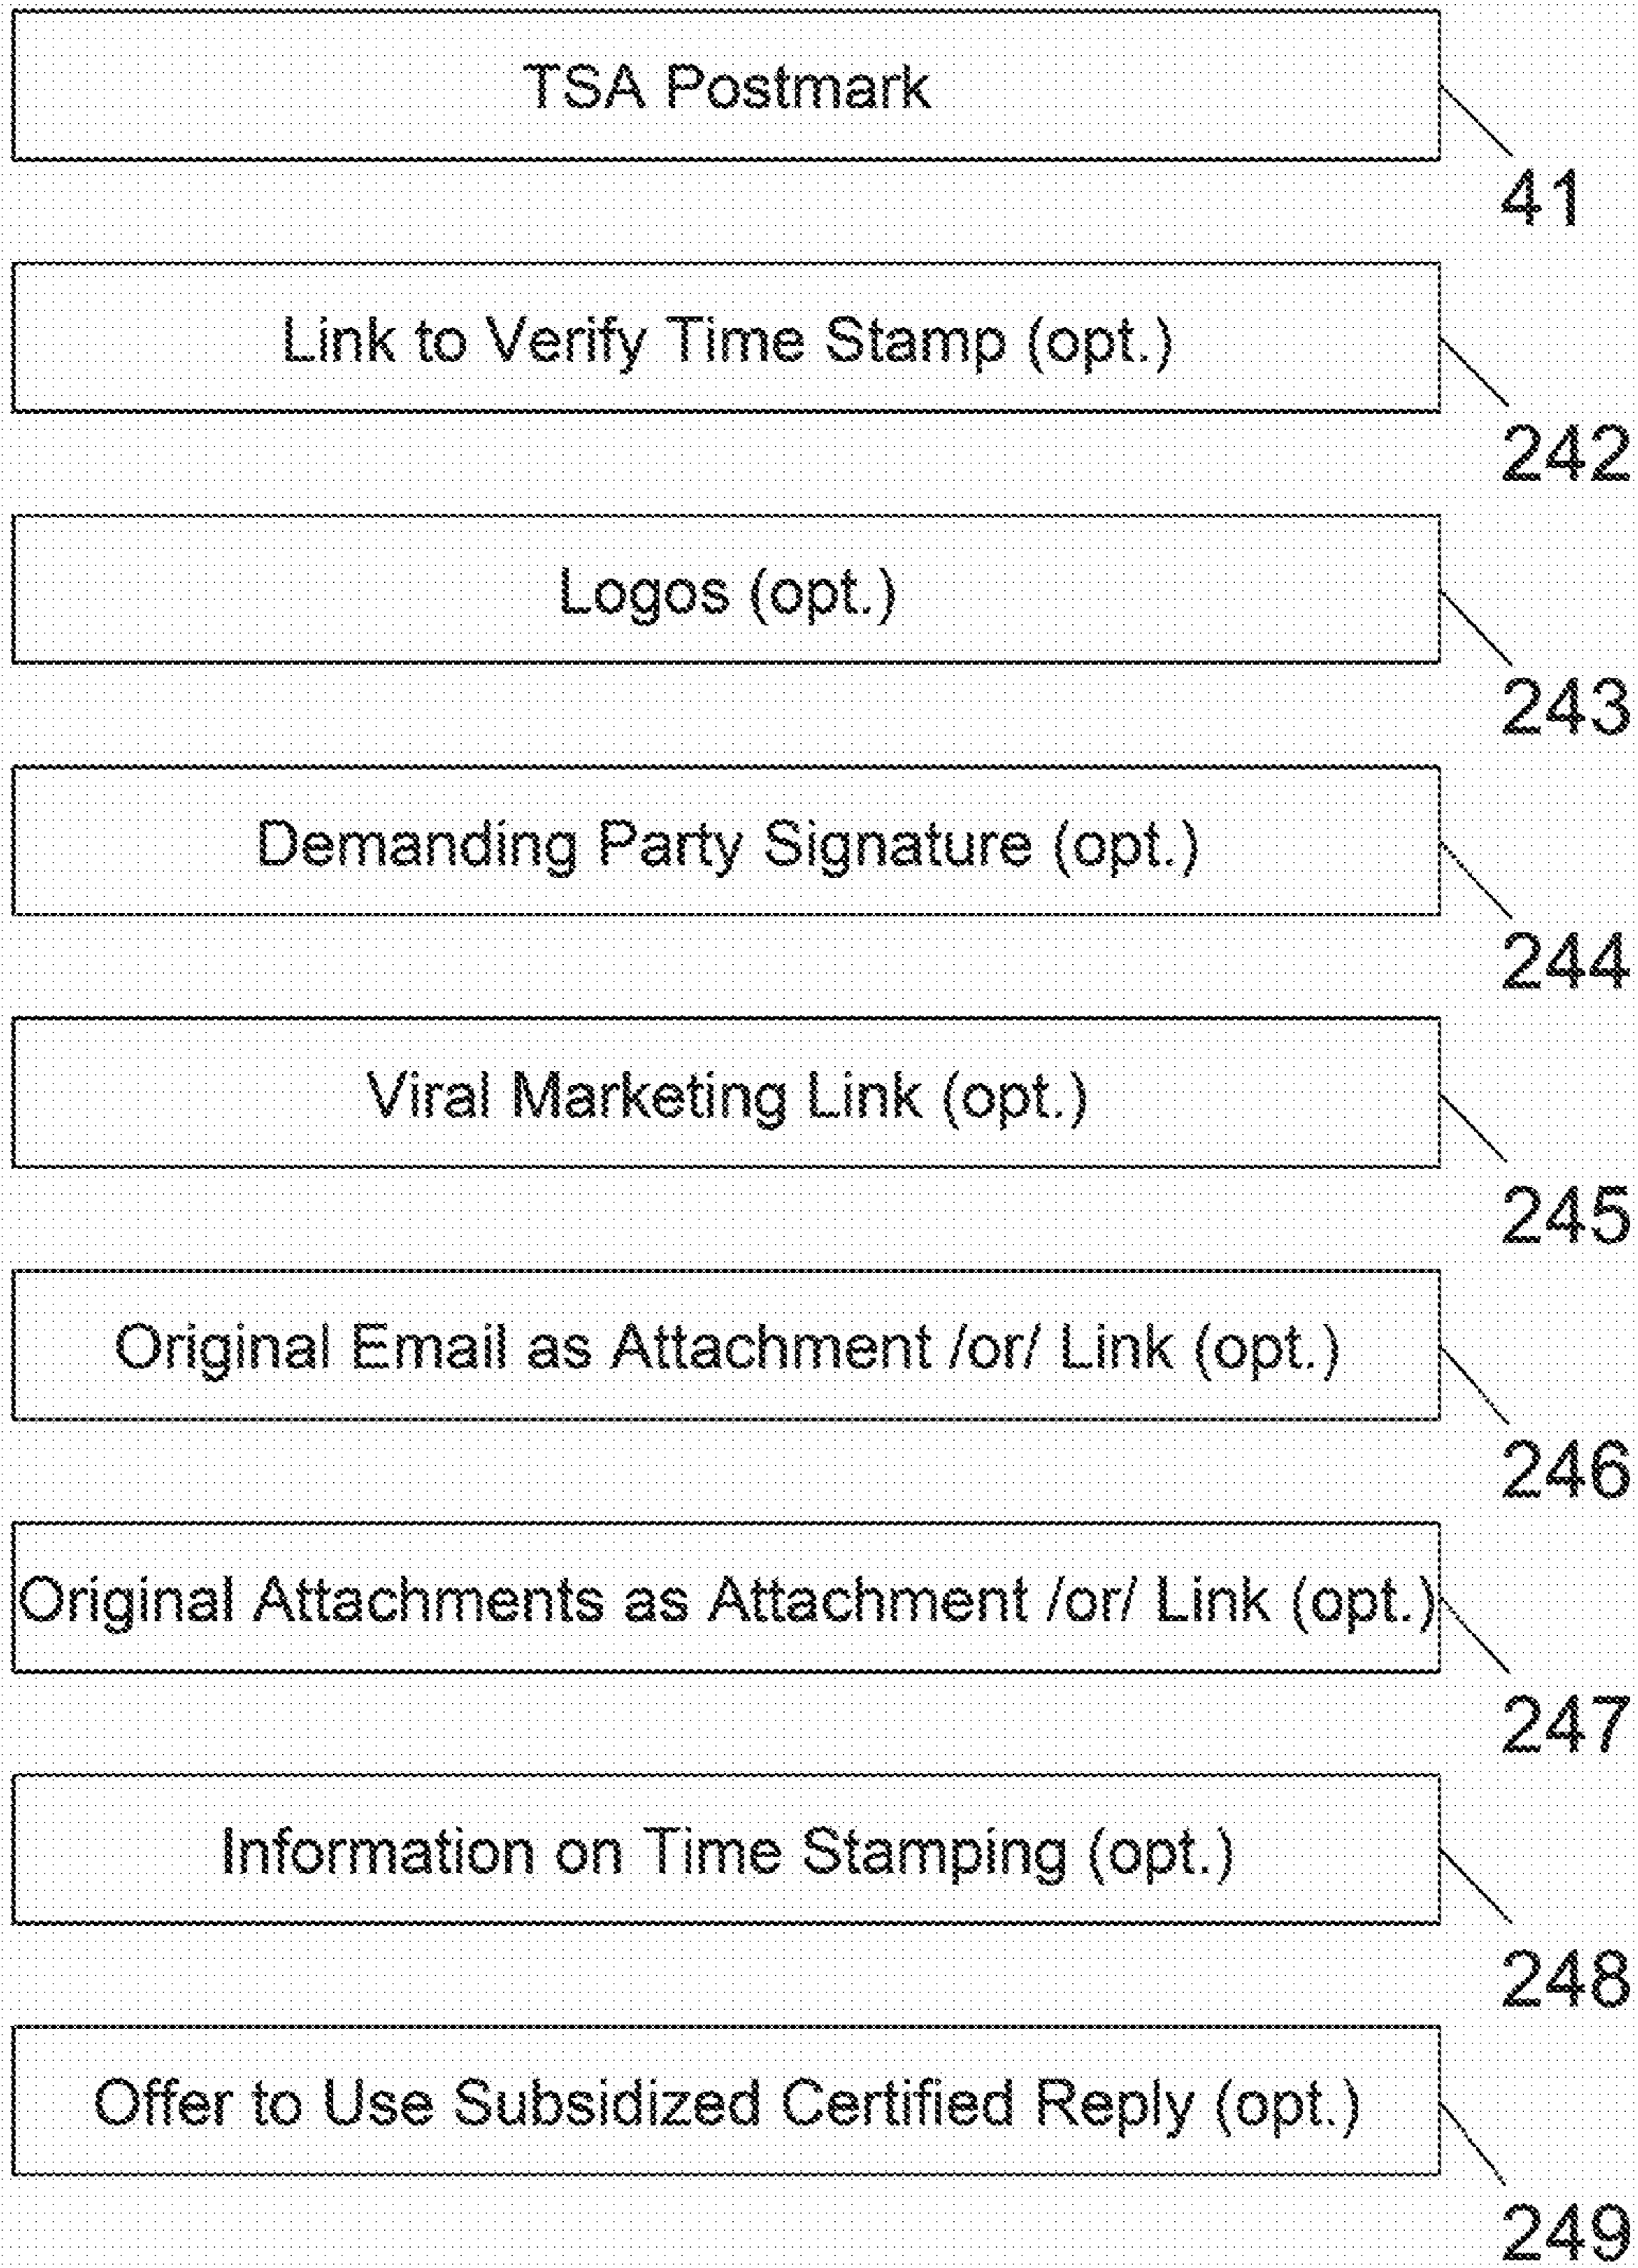 TSA Postmark
41
Link to Verify Time Stamp (opt.)
242
Logos (opt.)
243
Demanding Party Signature (opt.)
244
Viral Marketing Link (opt.)
245
Original Email as Attachment /or/ Link (opt.)
246
Original Attachments as Attachment /or/ Link (opt.)
247
Information on Time Stamping (opt.)
248
Offer to Use Subsidized Certified Reply (opt.)
249